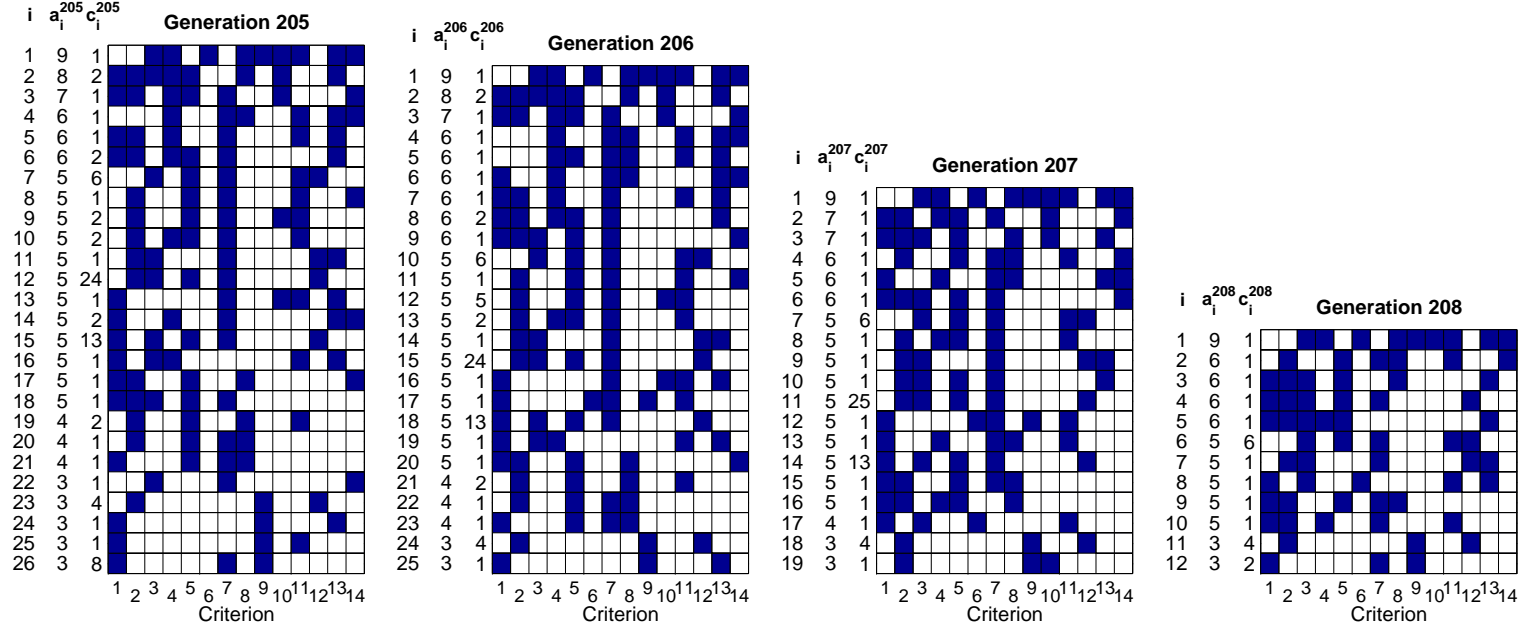 i a_i^205 c_i^205 Generation 205
1 9 1
2 8 2
3 7 1
4 6 1
5 6 1
6 6 2
7 5 6
8 5 1
9 5 2
10 5 2
11 5 1
12 5 24
13 5 1
14 5 2
15 5 13
16 5 1
17 5 1
18 5 1
19 4 2
20 4 1
21 4 1
22 3 1
23 3 4
24 3 1
25 3 1
26 3 8
1 2 3 4 5 6 7 8 9 10 11 12 13 14
Criterion
i a_i^206 c_i^206 Generation 206
1 9 1
2 8 2
3 7 1
4 6 1
5 6 1
6 6 1
7 6 1
8 6 2
9 6 1
10 5 6
11 5 1
12 5 5
13 5 2
14 5 1
15 5 24
16 5 1
17 5 1
18 5 13
19 5 1
20 5 1
21 4 2
22 4 1
23 4 1
24 3 4
25 3 1
1 2 3 4 5 6 7 8 9 10 11 12 13 14
Criterion
i a_i^207 c_i^207 Generation 207
1 9 1
2 7 1
3 7 1
4 6 1
5 6 1
6 6 1
7 5 6
8 5 1
9 5 1
10 5 1
11 5 25
12 5 1
13 5 1
14 5 13
15 5 1
16 5 1
17 4 1
18 3 4
19 3 1
1 2 3 4 5 6 7 8 9 10 11 12 13 14
Criterion
i a_i^208 c_i^208 Generation 208
1 9 1
2 6 1
3 6 1
4 6 1
5 6 1
6 5 6
7 5 1
8 5 1
9 5 1
10 5 1
11 3 4
12 3 2
1 2 3 4 5 6 7 8 9 10 11 12 13 14
Criterion